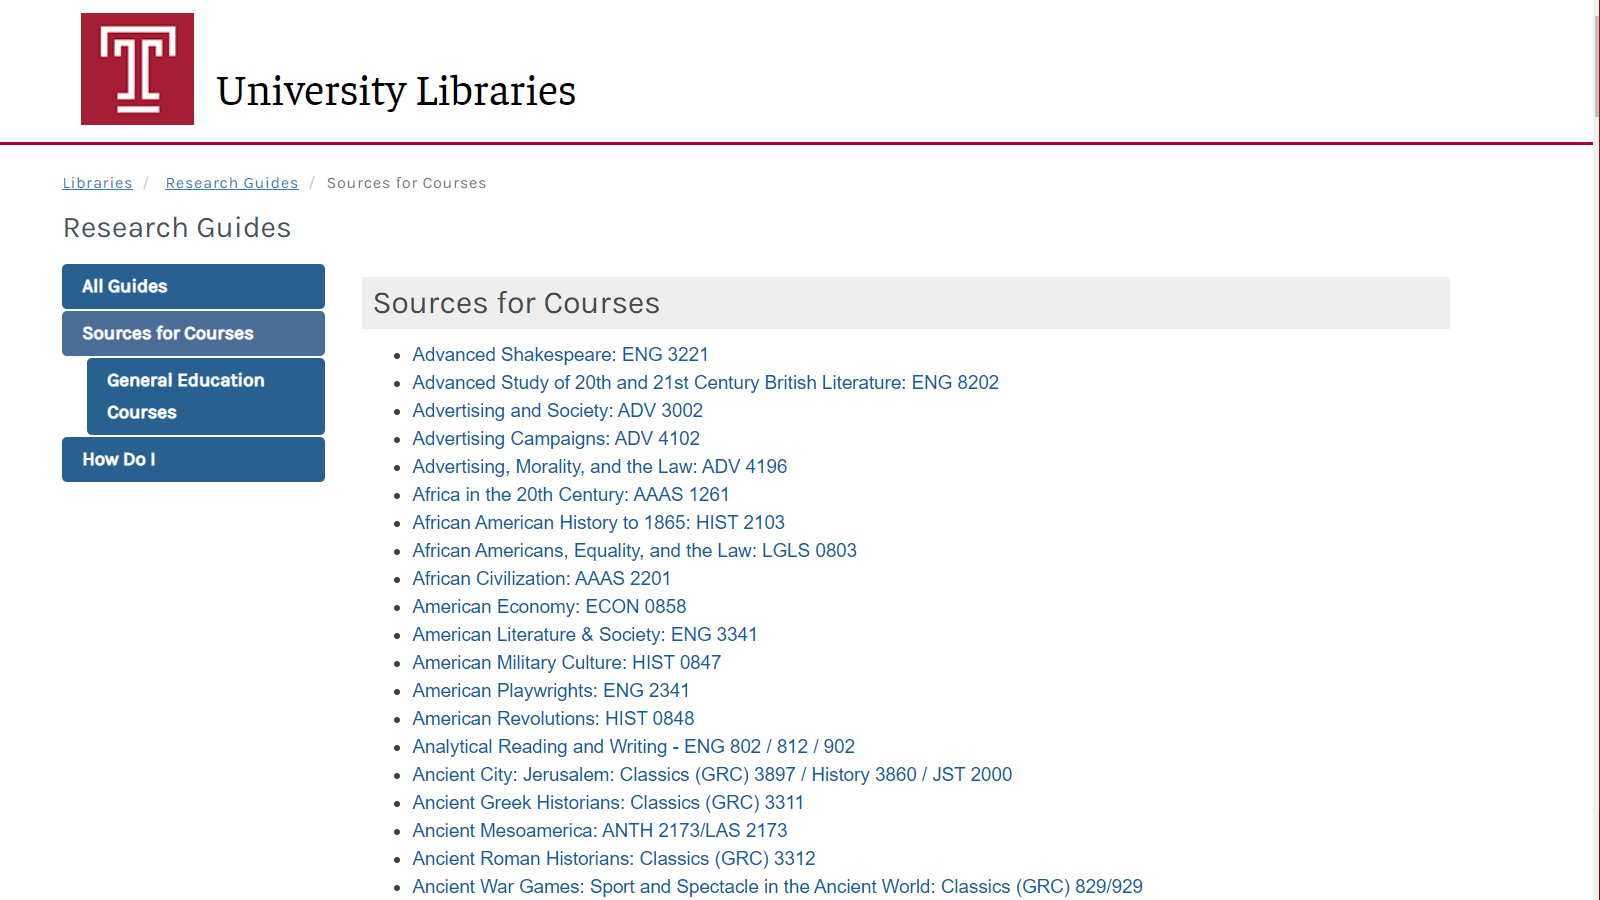 University Libraries
Libraries / Research Guides / Sources for Courses
Research Guides
All Guides
Sources for Courses
General Education
Courses
How Do I
Sources for Courses
Advanced Shakespeare: ENG 3221
Advanced Study of 20th and 21st Century British Literature: ENG 8202
Advertising and Society: ADV 3002
Advertising Campaigns: ADV 4102
Advertising, Morality, and the Law: ADV 4196
Africa in the 20th Century: AAAS 1261
African American History to 1865: HIST 2103
African Americans, Equality, and the Law: LGLS 0803
African Civilization: AAAS 2201
American Economy: ECON 0858
American Literature & Society: ENG 3341
American Military Culture: HIST 0847
American Playwrights: ENG 2341
American Revolutions: HIST 0848
Analytical Reading and Writing - ENG 802 / 812 / 902
Ancient City: Jerusalem: Classics (GRC) 3897 / History 3860 / JST 2000
Ancient Greek Historians: Classics (GRC) 3311
Ancient Mesoamerica: ANTH 2173/LAS 2173
Ancient Roman Historians: Classics (GRC) 3312
Ancient War Games: Sport and Spectacle in the Ancient World: Classics (GRC) 829/929